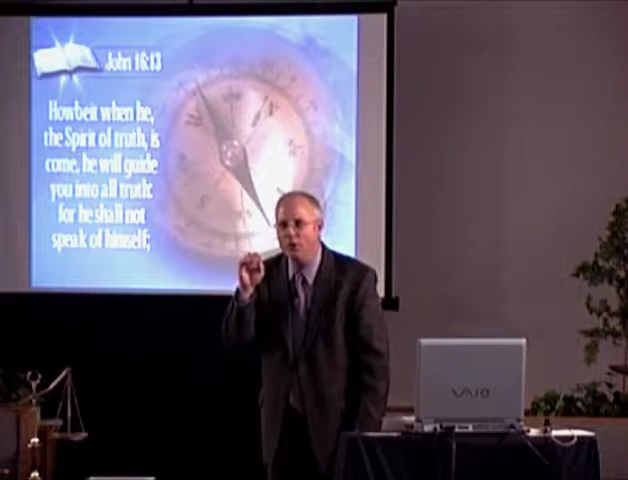 John 16:13
Howbeit when he,
the Spirit of truth, is
come, he will guide
you into all truth:
for he shall not
speak of himself;
VAIO